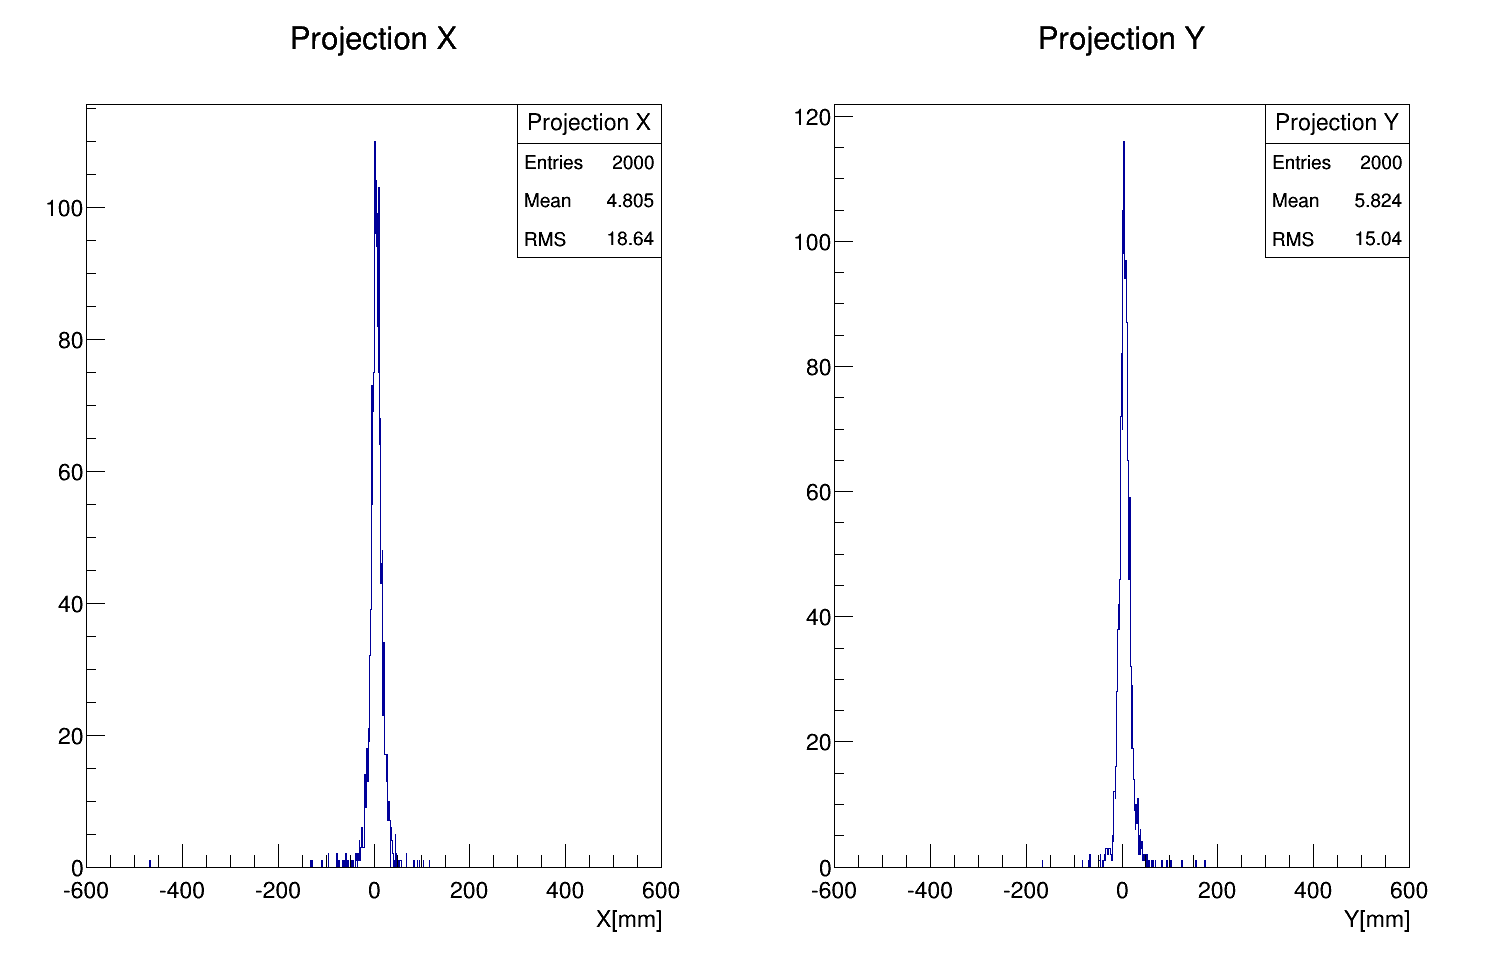 Projection X
Projection X
Entries 2000
Mean 4.805
RMS 18.64
100
80
60
40
20
0
-600 -400 -200 0 200 400 600
X[mm]
Projection Y
Projection Y
Entries 2000
Mean 5.824
RMS 15.04
120
100
80
60
40
20
0
-600 -400 -200 0 200 400 600
Y[mm]